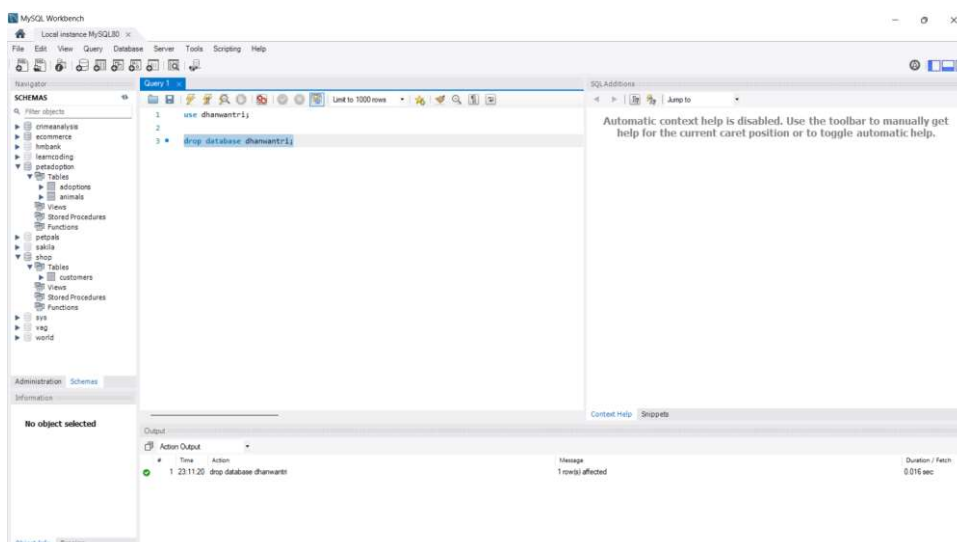 MySQL Workbench
Local instance MySQL80
File Edit View Query Database Server Tools Scripting Help
Navigator
SCHEMAS
Filter objects
crimeanalysis
ecommerce
hmbank
learncoding
petadoption
Tables
adoptions
animals
Views
Stored Procedures
Functions
petpals
sakila
shop
Tables
customers
Views
Stored Procedures
Functions
sys
vag
world
Administration Schemas
Information
No object selected
Query 1
Limit to 1000 rows
1 use dhanwantri;
2
3 drop database dhanwantri;
SQL Additions
Jump to
Automatic context help is disabled. Use the toolbar to manually get
help for the current caret position or to toggle automatic help.
Context Help Snippets
Output
Action Output
# Time Action Message Duration / Fetch
1 23:11:20 drop database dhanwantri 1 row(s) affected 0.016 sec